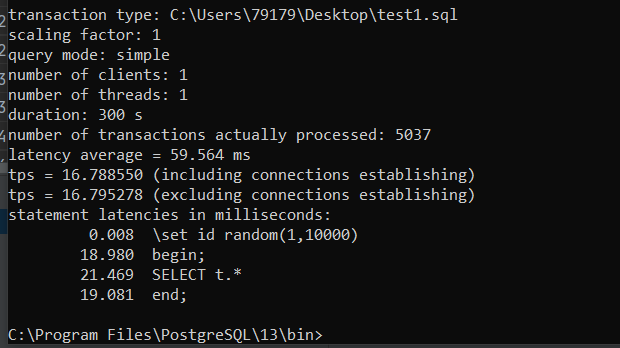 transaction type: C:\Users\79179\Desktop\test1.sql
scaling factor: 1
query mode: simple
number of clients: 1
number of threads: 1
duration: 300 s
number of transactions actually processed: 5037
latency average = 59.564 ms
tps = 16.788550 (including connections establishing)
tps = 16.795278 (excluding connections establishing)
statement latencies in milliseconds:
0.008  \set id random(1,10000)
18.980  begin;
21.469  SELECT t.*
19.081  end;
C:\Program Files\PostgreSQL\13\bin>